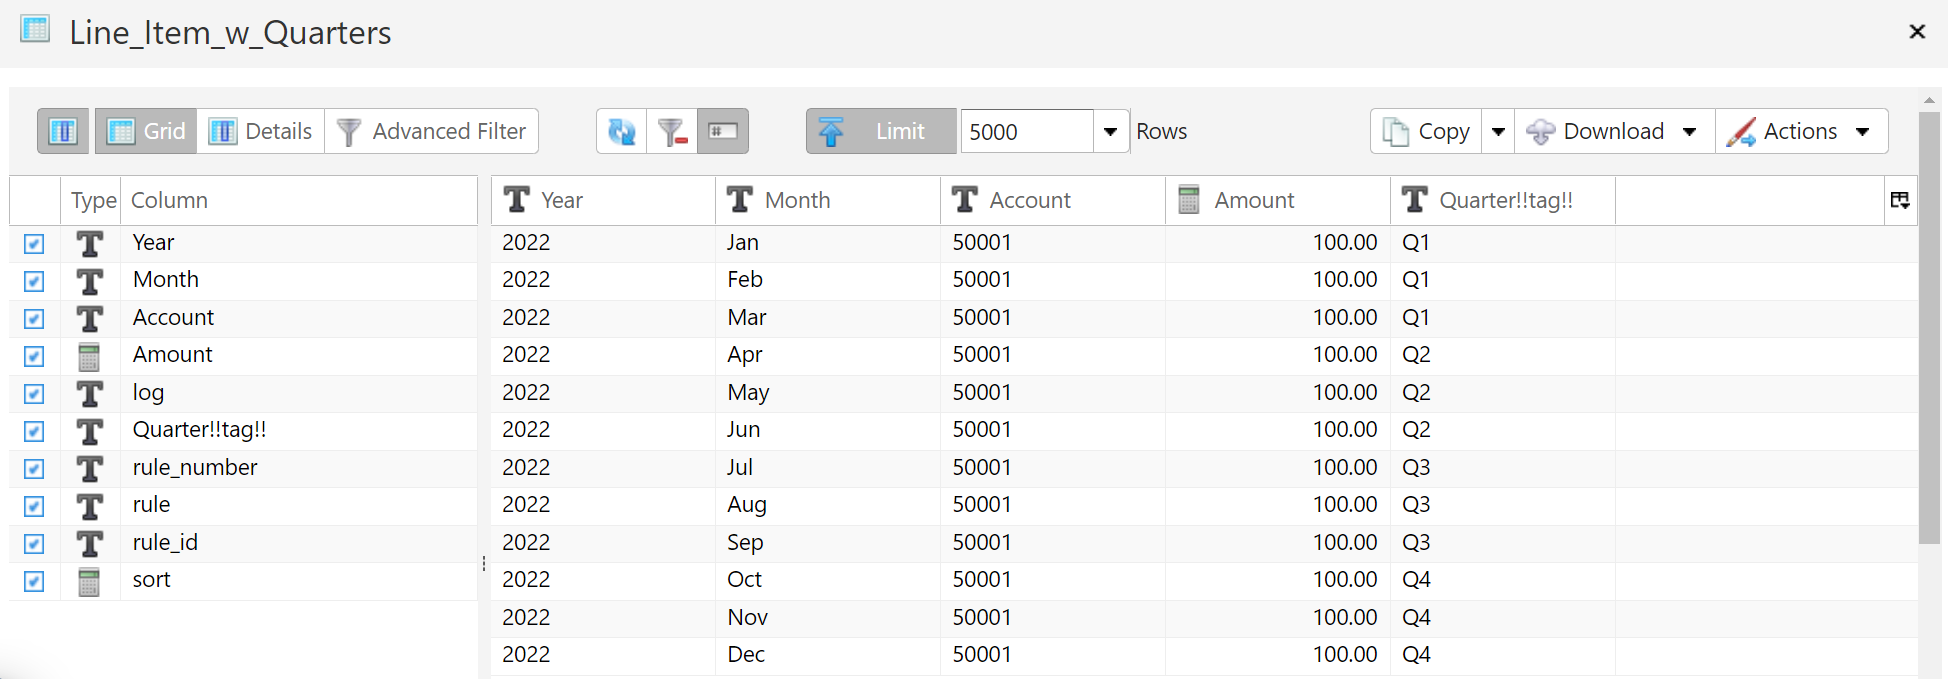 Line_Item_w_Quarters
Grid Details Advanced Filter # Limit 5000 Rows Copy Download Actions
Type Column
Year
Month
Account
Amount
log
Quarter!!tag!!
rule_number
rule
rule_id
sort
Year Month Account Amount Quarter!!tag!!
2022 Jan 50001 100.00 Q1
2022 Feb 50001 100.00 Q1
2022 Mar 50001 100.00 Q1
2022 Apr 50001 100.00 Q2
2022 May 50001 100.00 Q2
2022 Jun 50001 100.00 Q2
2022 Jul 50001 100.00 Q3
2022 Aug 50001 100.00 Q3
2022 Sep 50001 100.00 Q3
2022 Oct 50001 100.00 Q4
2022 Nov 50001 100.00 Q4
2022 Dec 50001 100.00 Q4